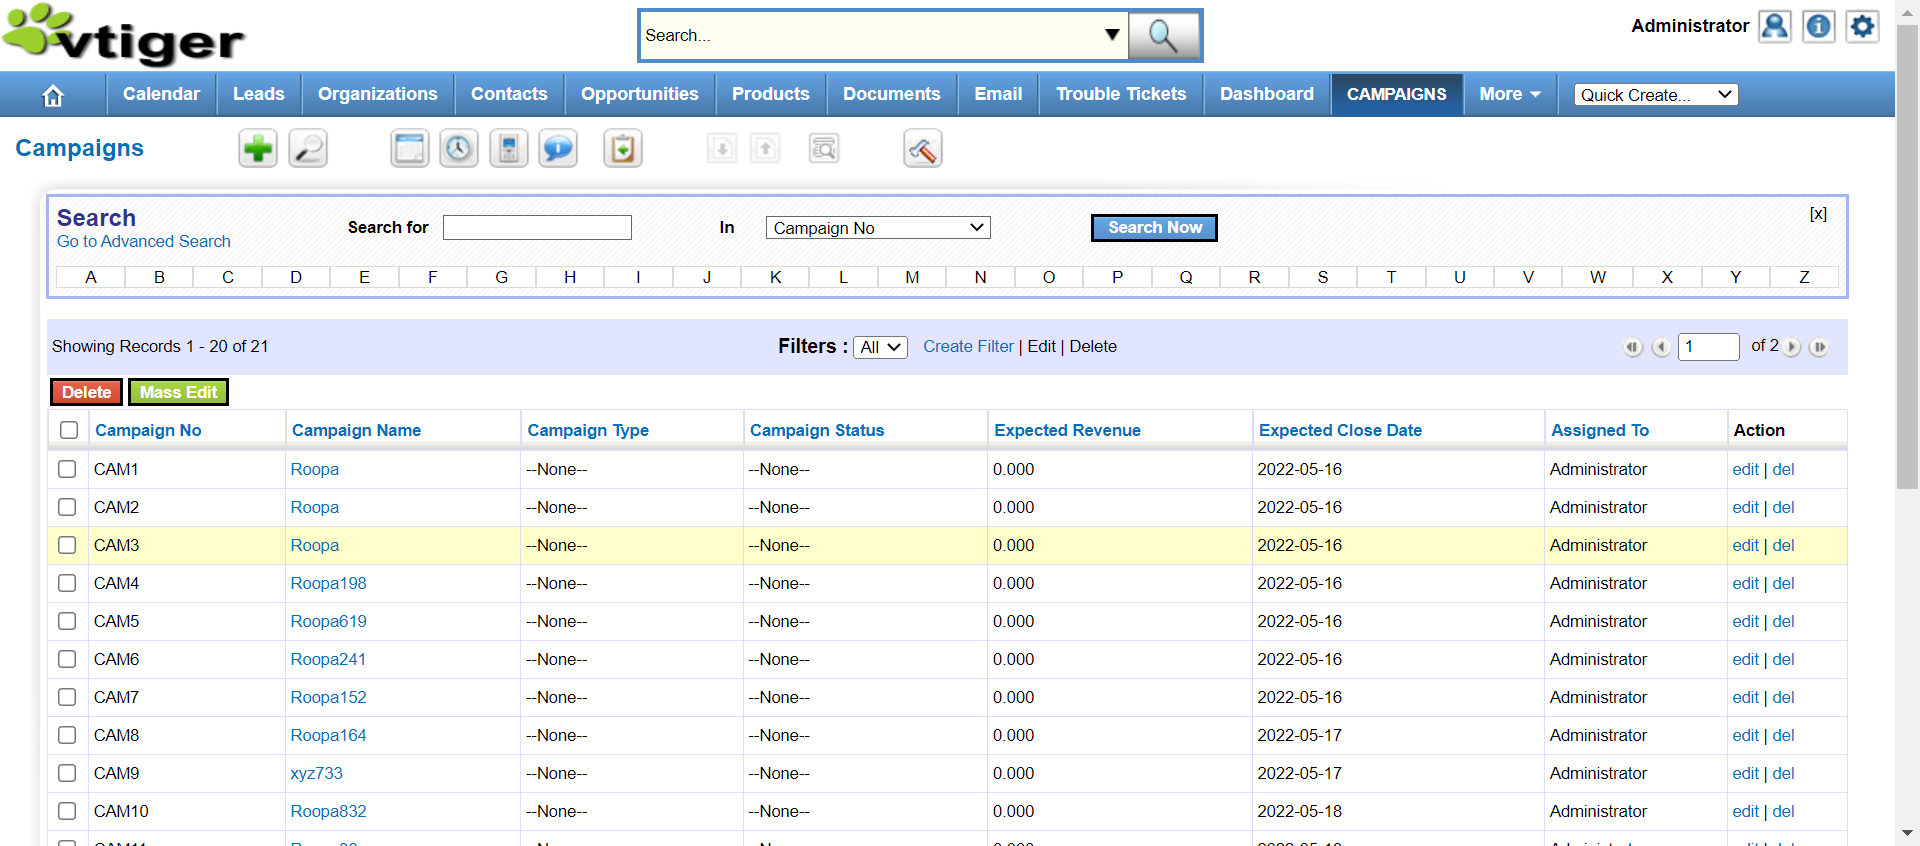 vtiger
Search...
Administrator
Calendar Leads Organizations Contacts Opportunities Products Documents Email Trouble Tickets Dashboard CAMPAIGNS More Quick Create...
Campaigns
Search
Go to Advanced Search
Search for In Campaign No Search Now [x]
A B C D E F G H I J K L M N O P Q R S T U V W X Y Z
Showing Records 1 - 20 of 21 Filters : All Create Filter | Edit | Delete 1 of 2
Delete Mass Edit
Campaign No Campaign Name Campaign Type Campaign Status Expected Revenue Expected Close Date Assigned To Action
CAM1 Roopa --None-- --None-- 0.000 2022-05-16 Administrator edit | del
CAM2 Roopa --None-- --None-- 0.000 2022-05-16 Administrator edit | del
CAM3 Roopa --None-- --None-- 0.000 2022-05-16 Administrator edit | del
CAM4 Roopa198 --None-- --None-- 0.000 2022-05-16 Administrator edit | del
CAM5 Roopa619 --None-- --None-- 0.000 2022-05-16 Administrator edit | del
CAM6 Roopa241 --None-- --None-- 0.000 2022-05-16 Administrator edit | del
CAM7 Roopa152 --None-- --None-- 0.000 2022-05-16 Administrator edit | del
CAM8 Roopa164 --None-- --None-- 0.000 2022-05-17 Administrator edit | del
CAM9 xyz733 --None-- --None-- 0.000 2022-05-17 Administrator edit | del
CAM10 Roopa832 --None-- --None-- 0.000 2022-05-18 Administrator edit | del